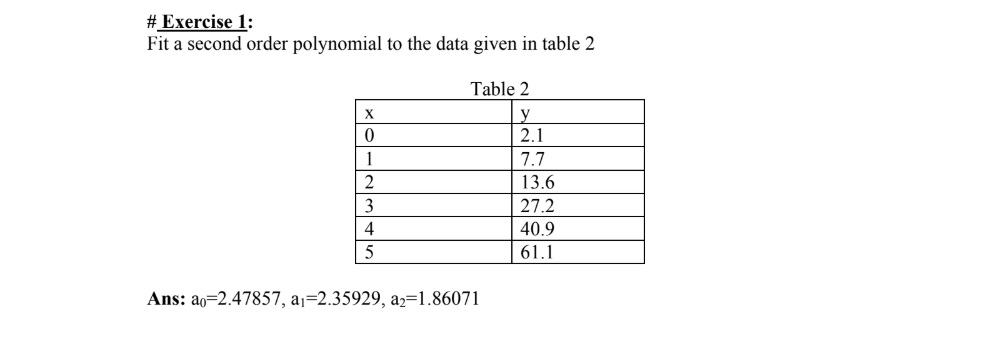 # Exercise 1:
Fit a second order polynomial to the data given in table 2
Table 2
x y
0 2.1
1 7.7
2 13.6
3 27.2
4 40.9
5 61.1
Ans: a₀=2.47857, a₁=2.35929, a₂=1.86071